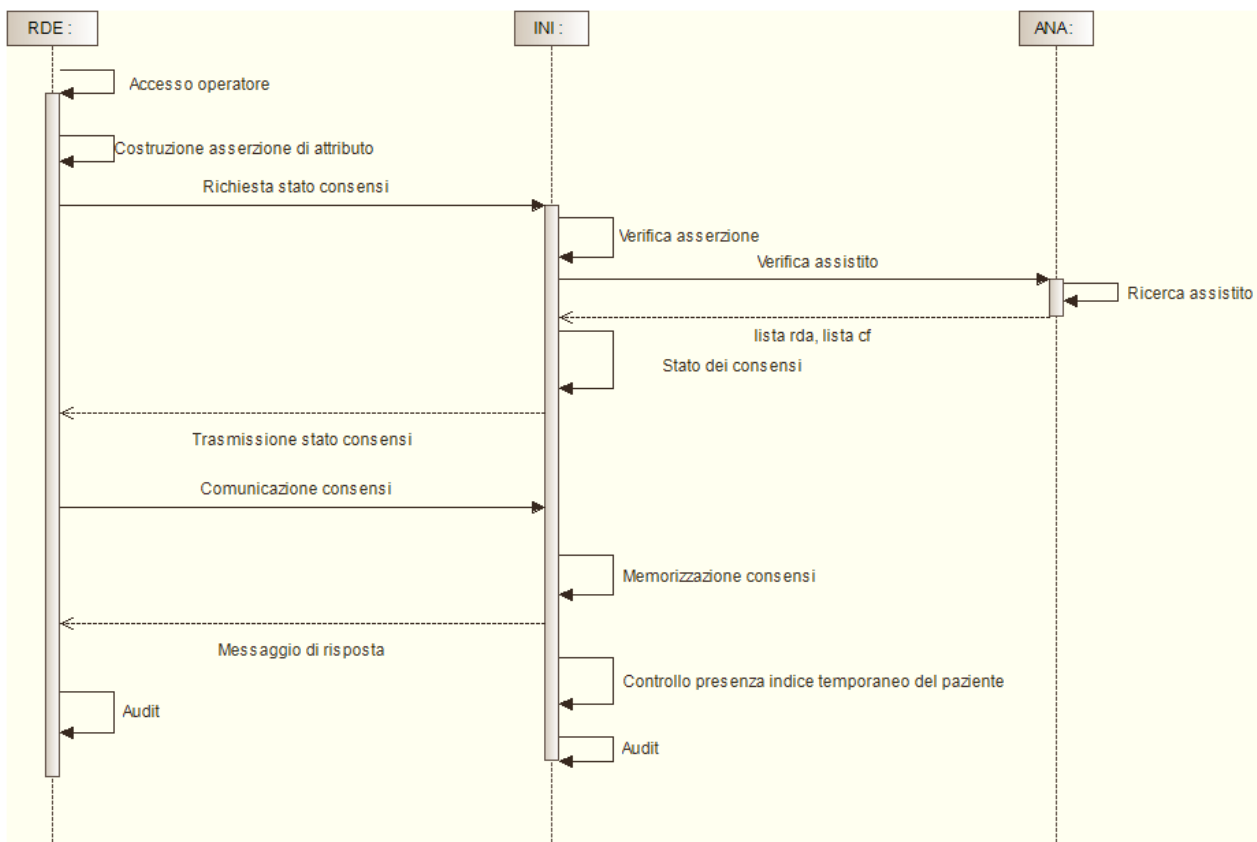 RDE :
INI :
ANA:
Accesso operatore
Costruzione asserzione di attributo
Richiesta stato consensi
Verifica asserzione
Verifica assistito
Ricerca assistito
lista rda, lista cf
Stato dei consensi
Trasmissione stato consensi
Comunicazione consensi
Memorizzazione consensi
Messaggio di risposta
Controllo presenza indice temporaneo del paziente
Audit
Audit